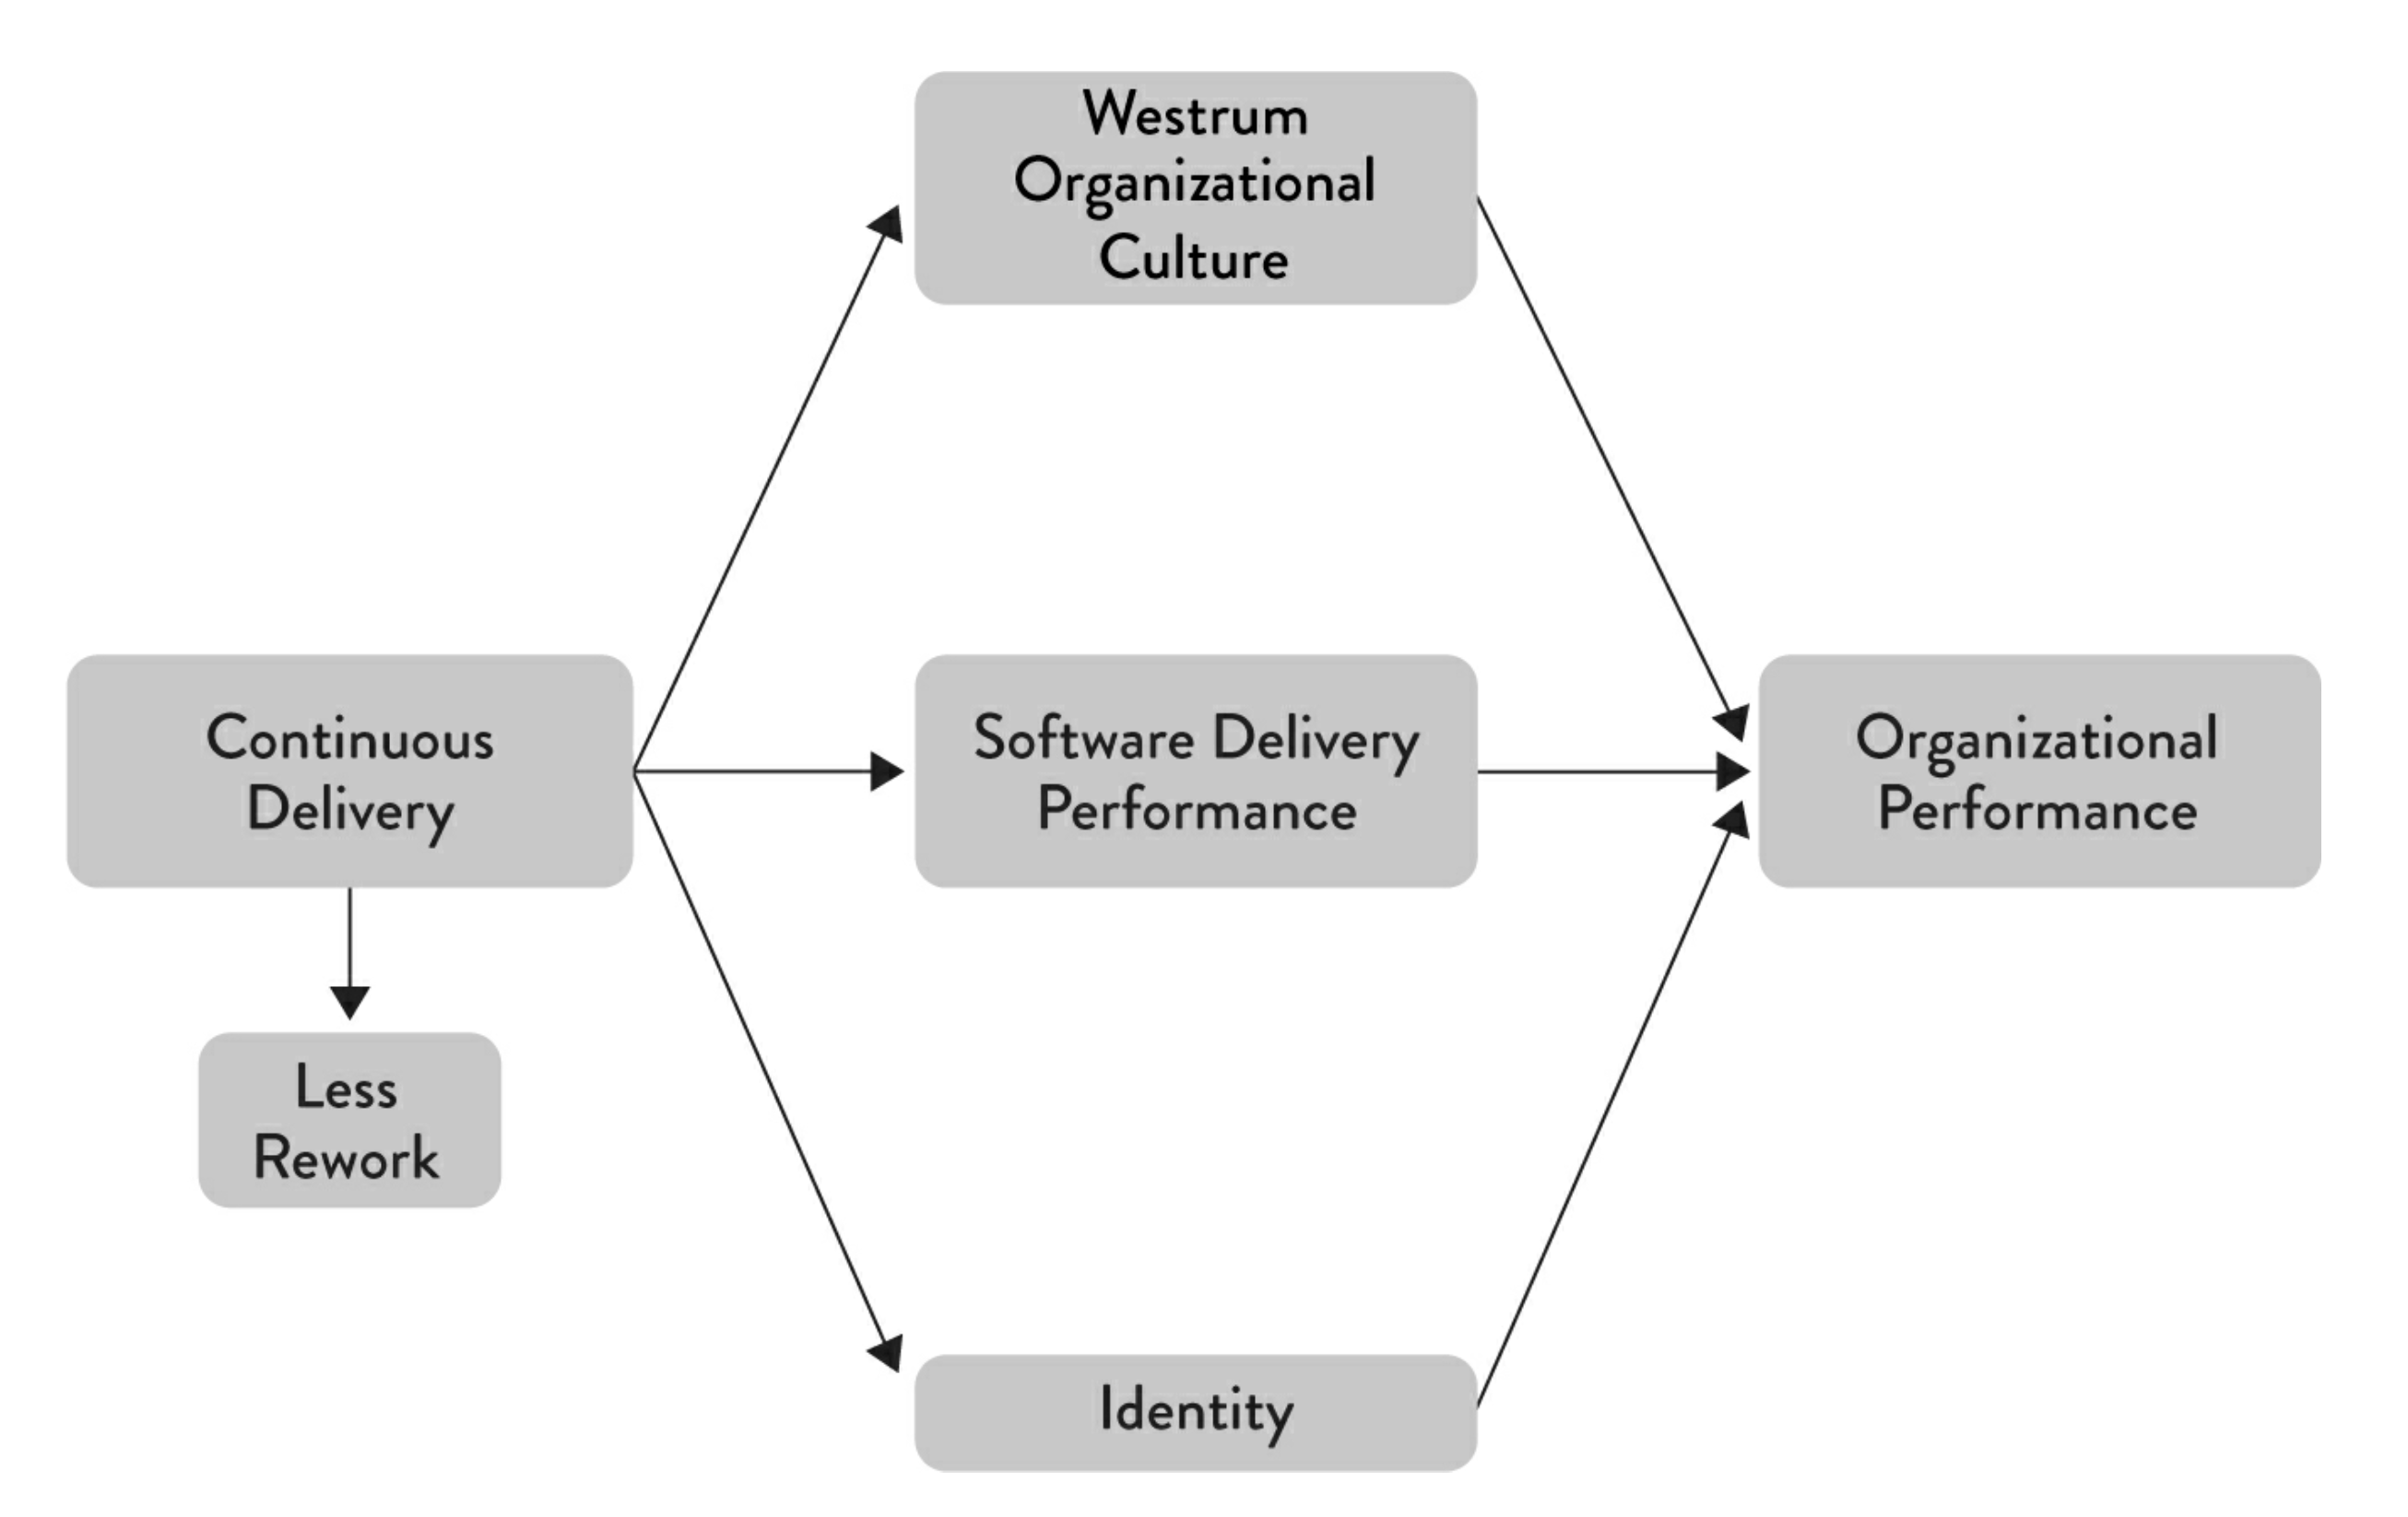 Westrum
Organizational
Culture
Continuous
Delivery
Software Delivery
Performance
Organizational
Performance
Less
Rework
Identity